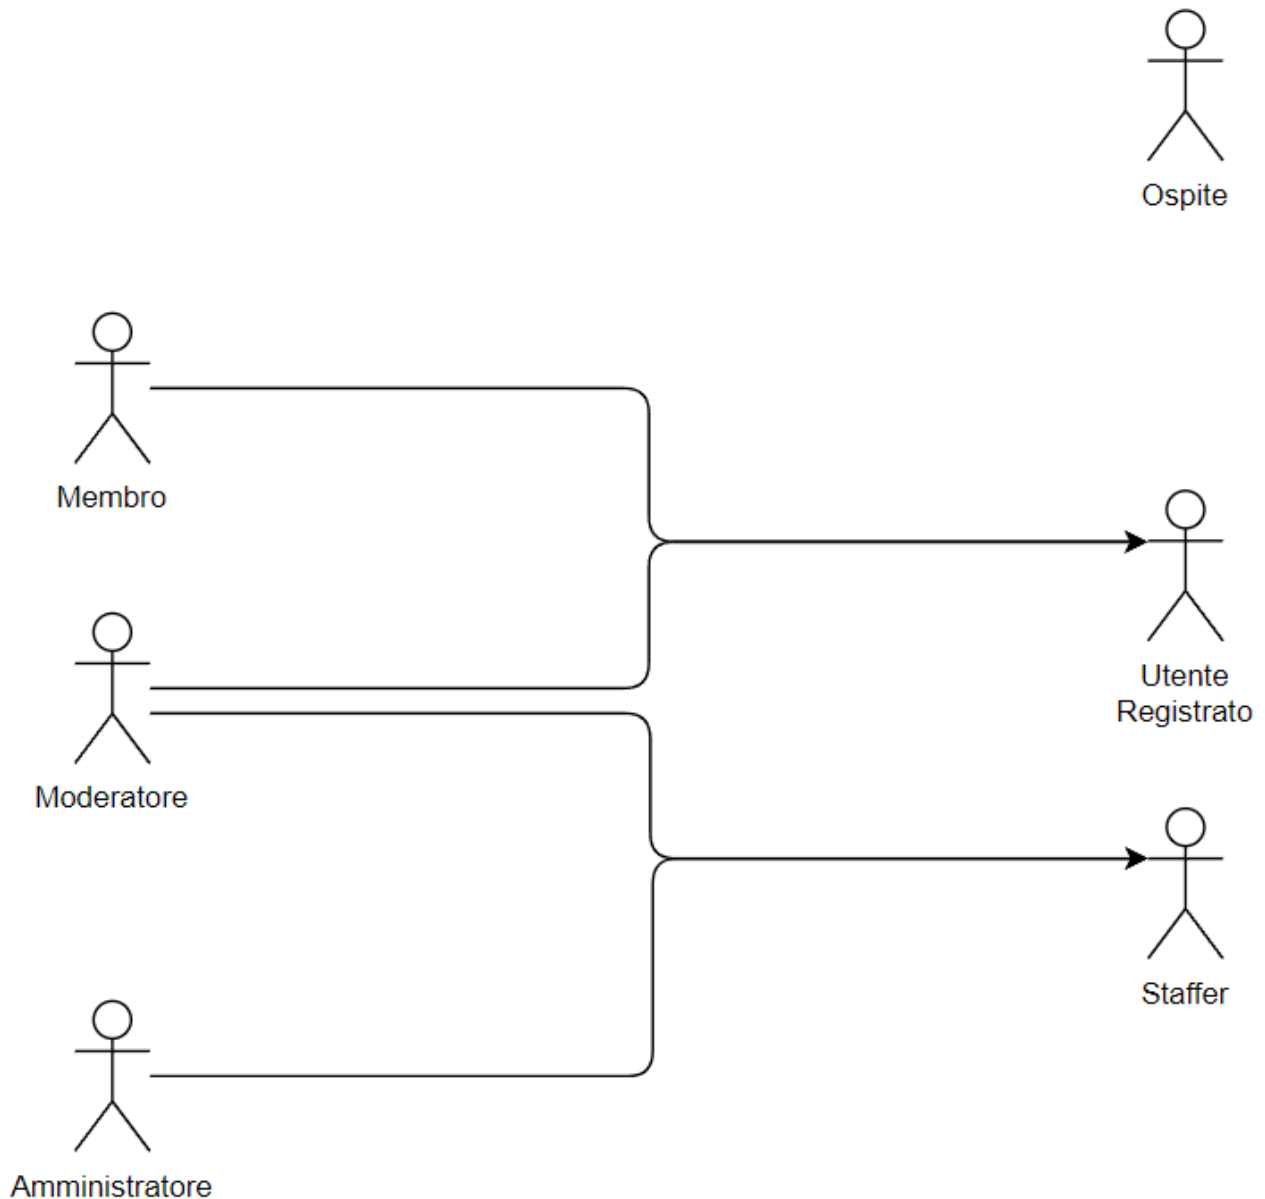 Ospite
Membro
Utente
Registrato
Moderatore
Staffer
Amministratore